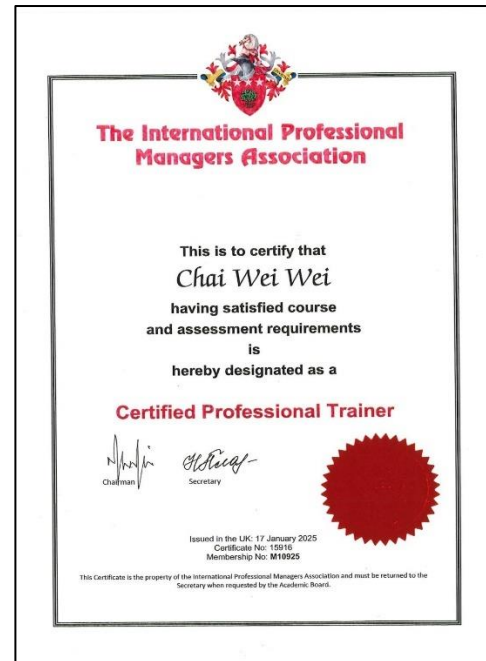 The International Professional
Managers Association
This is to certify that
Chai Wei Wei
having satisfied course
and assessment requirements
is
hereby designated as a
Certified Professional Trainer
Chairman
Secretary
Issued in the UK: 17 January 2025
Certificate No: 15916
Membership No: M10925
This Certificate is the property of the International Professional Managers Association and must be returned to the
Secretary when requested by the Academic Board.